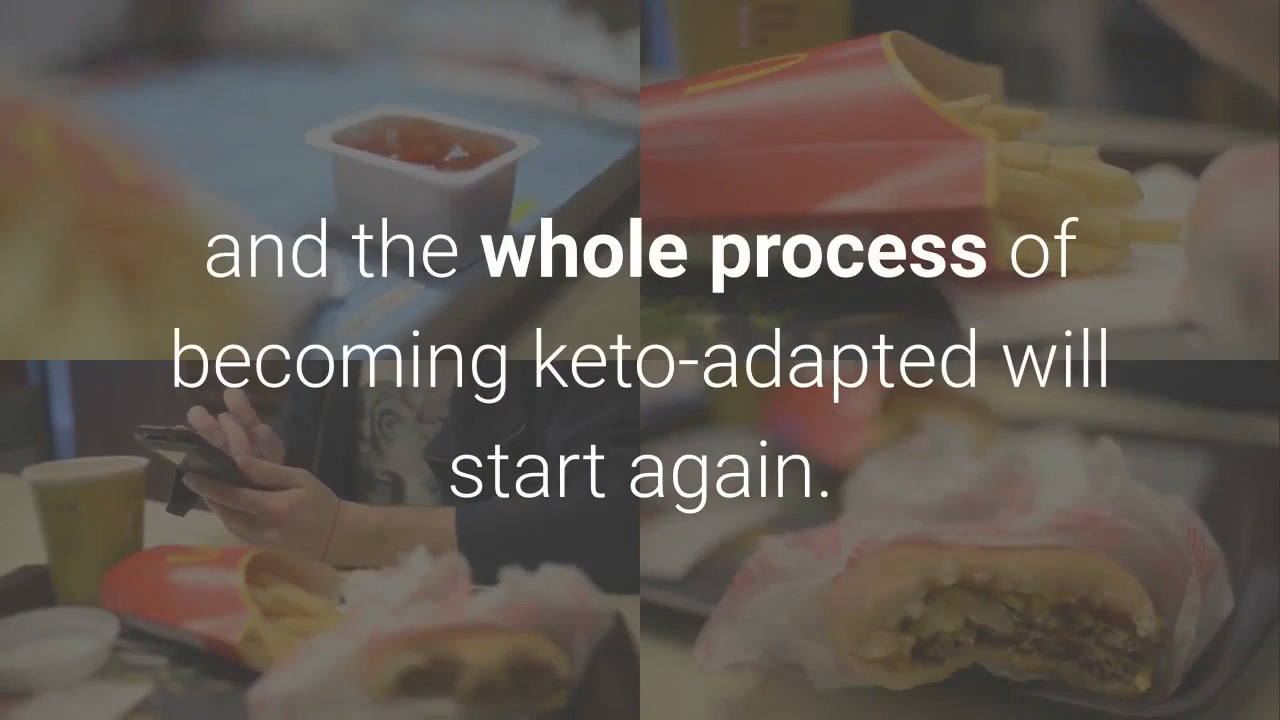 and the whole process of
becoming keto-adapted will
start again.